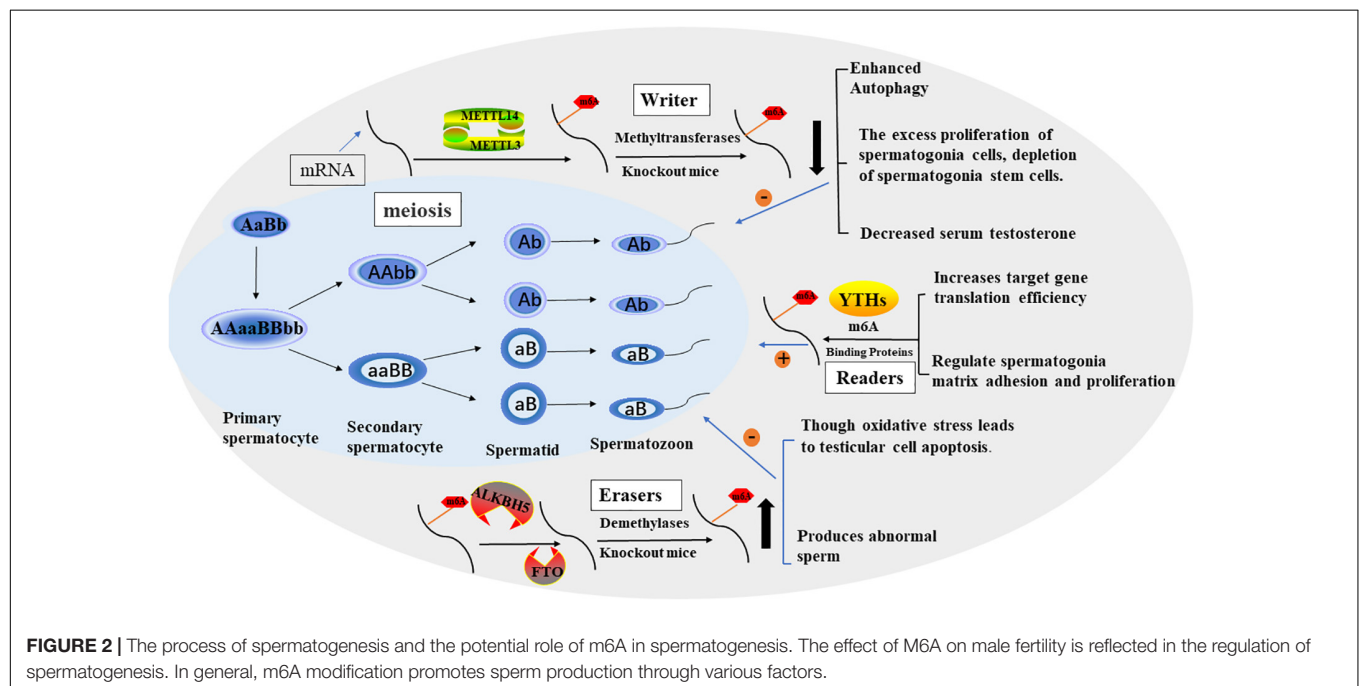 Enhanced
Autophagy
m6A
Writer
m6A
METTL14
METTL3
Methyltransferases
Knockout mice
The excess proliferation of
spermatogonia cells, depletion
of spermatogonia stem cells.
mRNA
-
meiosis
Decreased serum testosterone
AaBb
Ab
Ab
AAbb
Increases target gene
translation efficiency
m6A
YTHs
m6A
Ab
Ab
AAaaBBbb
Binding Proteins
+
Readers
Regulate spermatogonia
matrix adhesion and proliferation
aB
aB
aaBB
aB
aB
Primary
spermatocyte
Secondary
spermatocyte
Spermatid
Spermatozoon
-
Though oxidative stress leads
to testicular cell apoptosis.
m6A
ALKBH5
Erasers
m6A
Demethylases
Knockout mice
FTO
Produces abnormal
sperm
FIGURE 2 | The process of spermatogenesis and the potential role of m6A in spermatogenesis. The effect of M6A on male fertility is reflected in the regulation of
spermatogenesis. In general, m6A modification promotes sperm production through various factors.